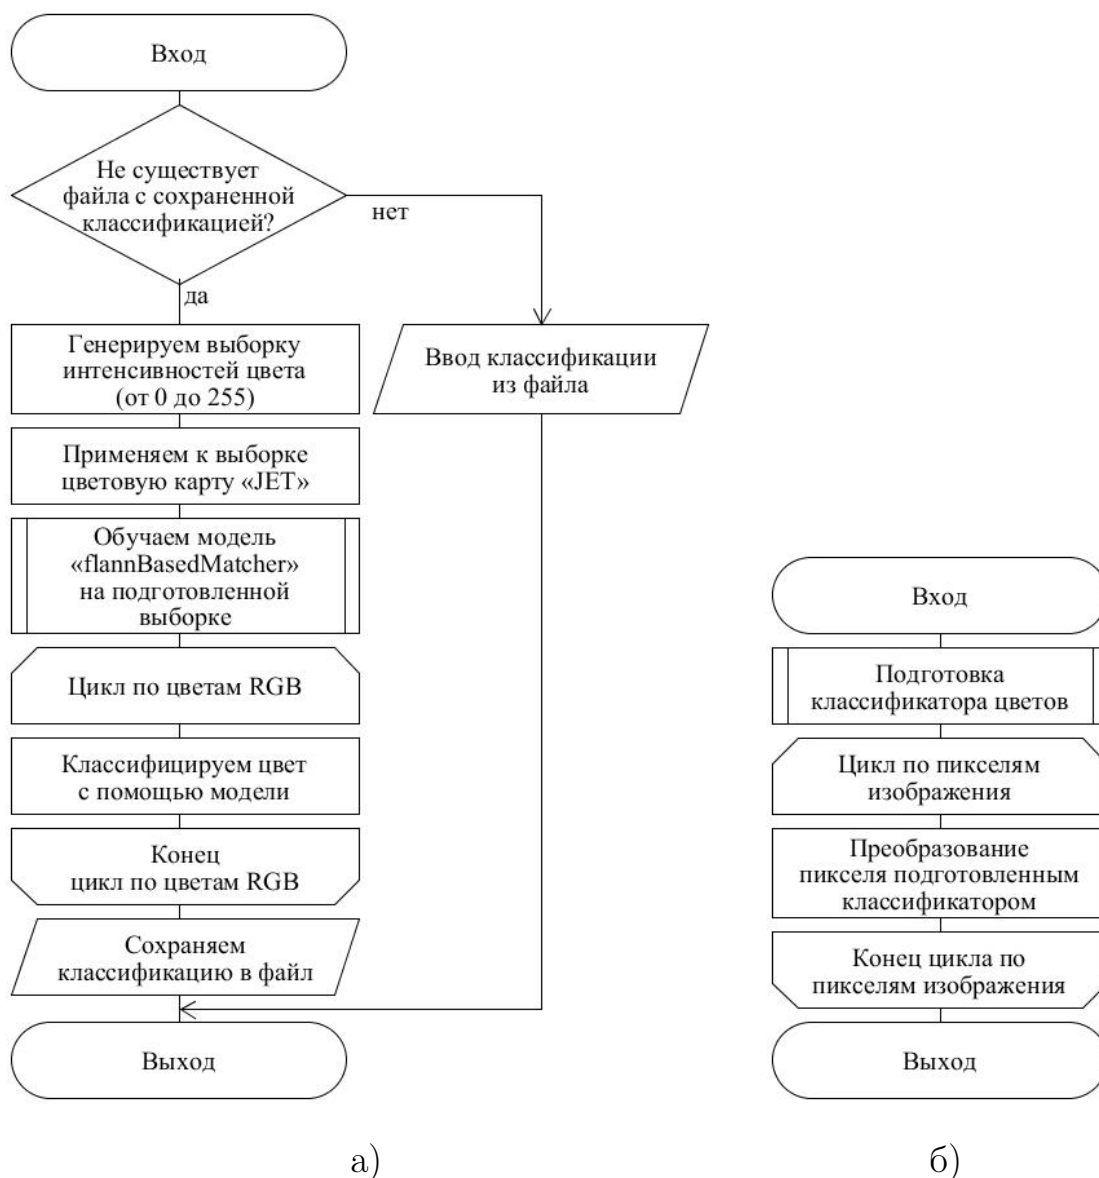 Вход
Не существует
файла с сохраненной
классификацией?
нет
да
Генерируем выборку
интенсивностей цвета
(от 0 до 255)
Ввод классификации
из файла
Применяем к выборке
цветовую карту «JET»
Обучаем модель
«flannBasedMatcher»
на подготовленной
выборке
Цикл по цветам RGB
Классифицируем цвет
с помощью модели
Конец
цикл по цветам RGB
Сохраняем
классификацию в файл
Выход
а)
Вход
Подготовка
классификатора цветов
Цикл по пикселям
изображения
Преобразование
пикселя подготовленным
классификатором
Конец цикла по
пикселям изображения
Выход
б)